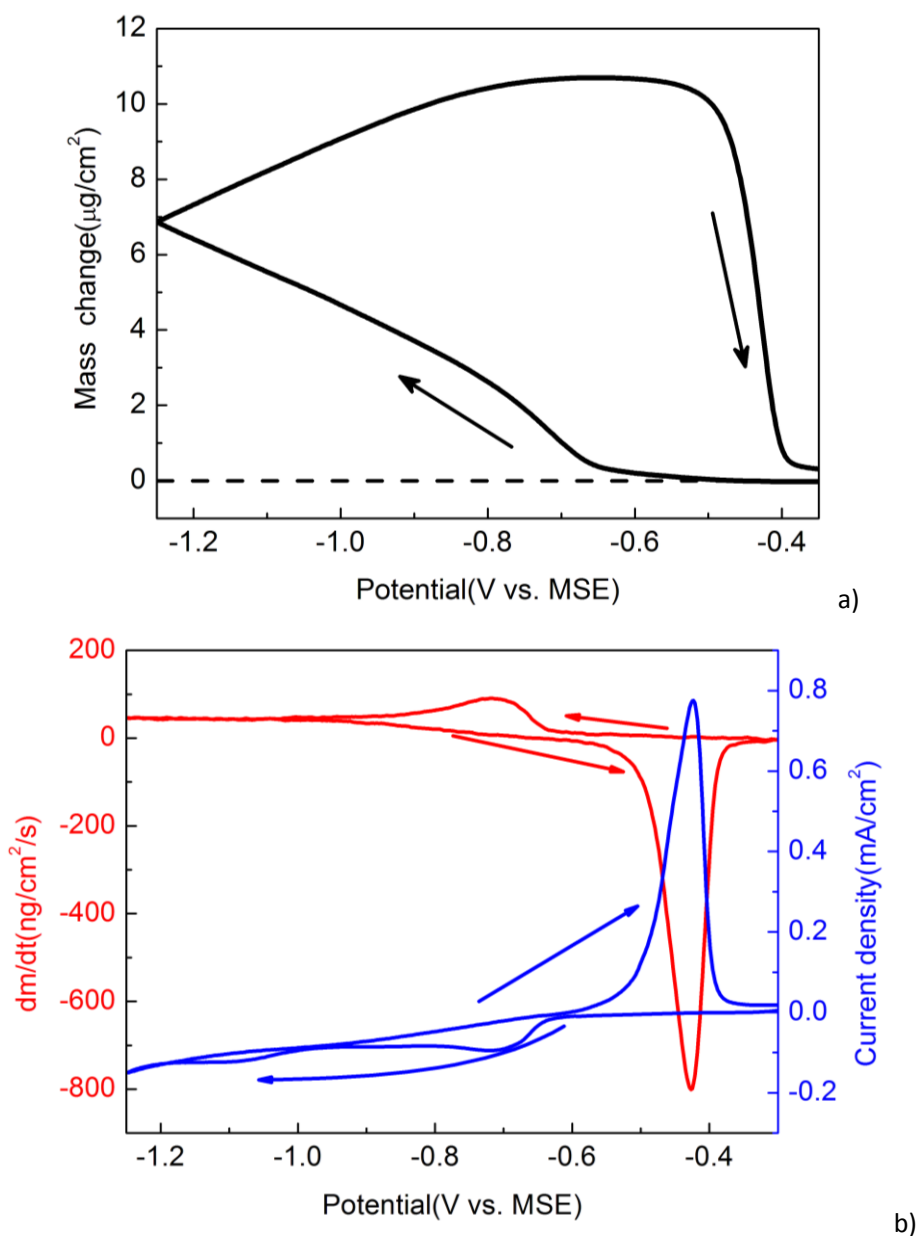 12
10
8
6
4
2
0
Mass change(μg/cm²)
-1.2 -1.0 -0.8 -0.6 -0.4
Potential(V vs. MSE)
a)
200
0
-200
-400
-600
-800
dm/dt(ng/cm²/s)
0.8
0.6
0.4
0.2
0.0
-0.2
Current density(mA/cm²)
-1.2 -1.0 -0.8 -0.6 -0.4
Potential(V vs. MSE)
b)